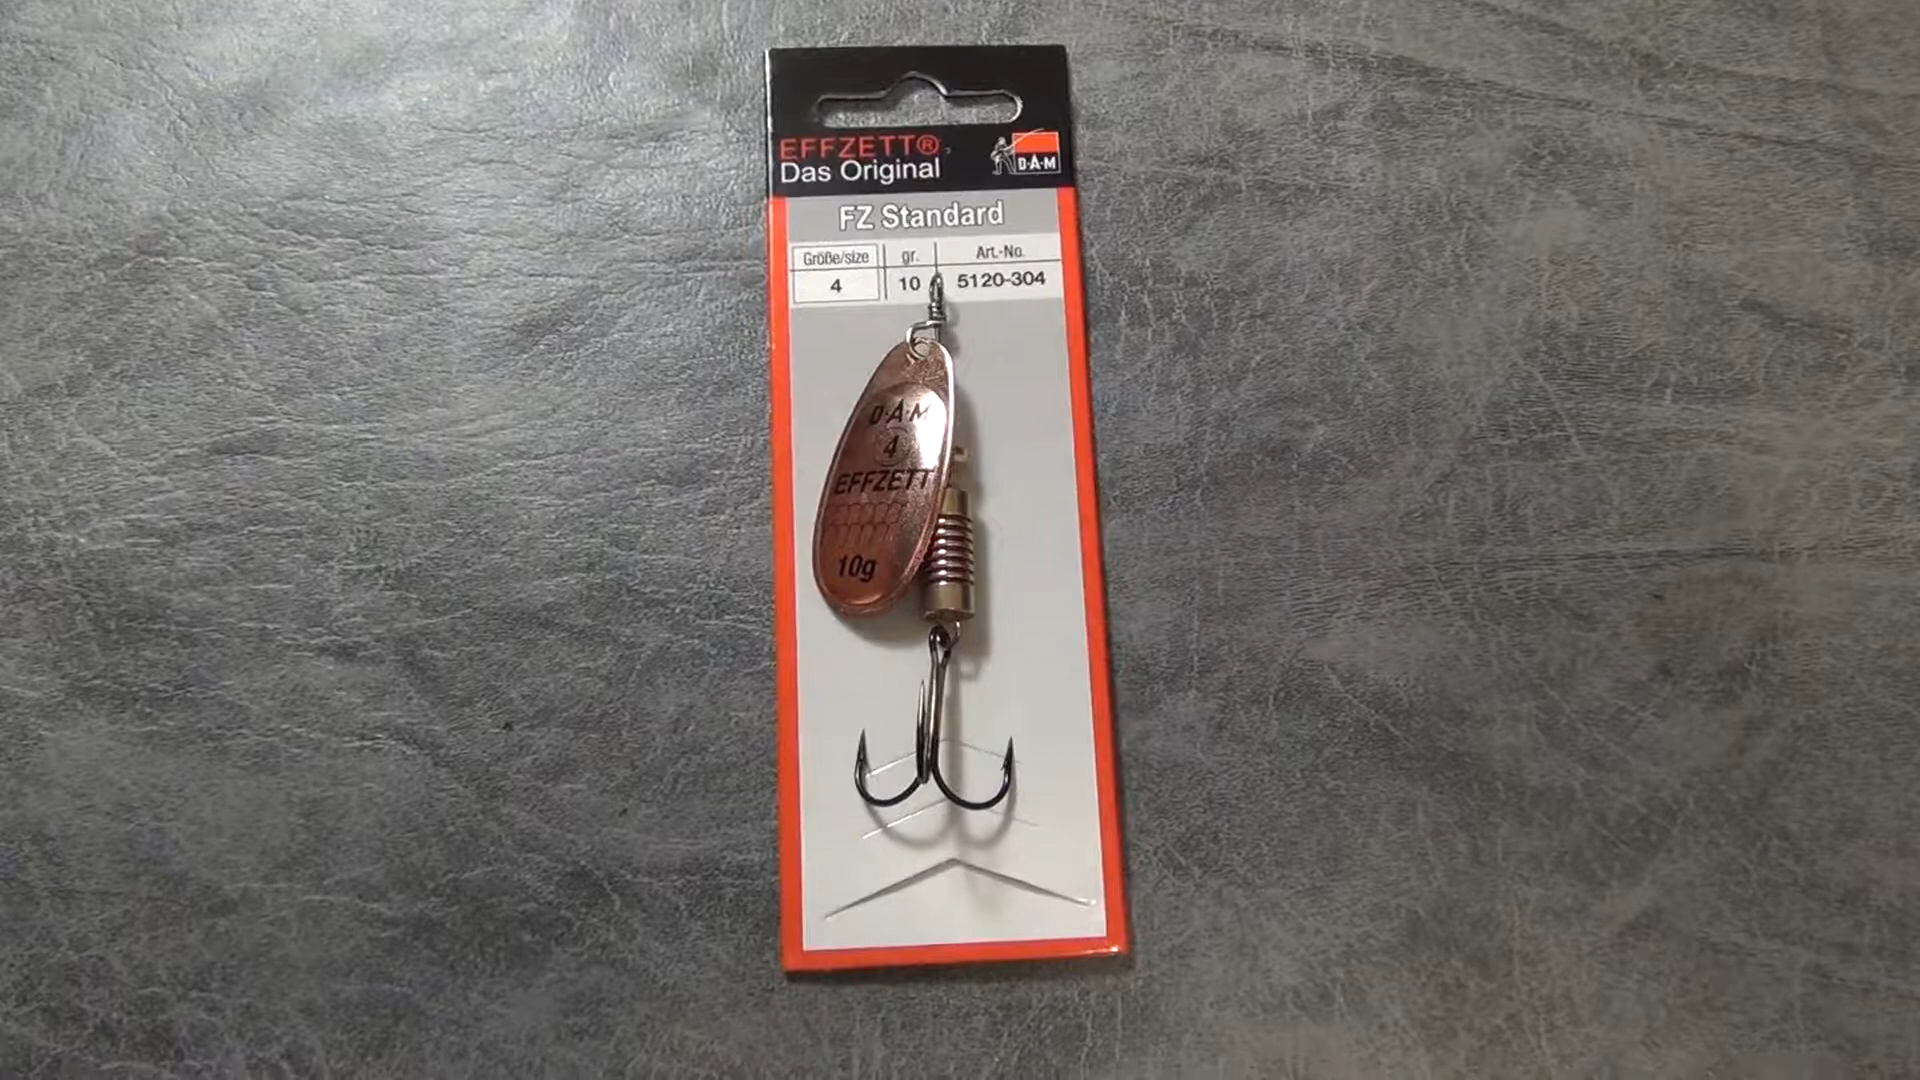 EFFZETT®
Das Original
D·A·M
FZ Standard
Größe/size gr. Art.-No.
4 10 5120-304
D·A·M
4
EFFZETT
10g